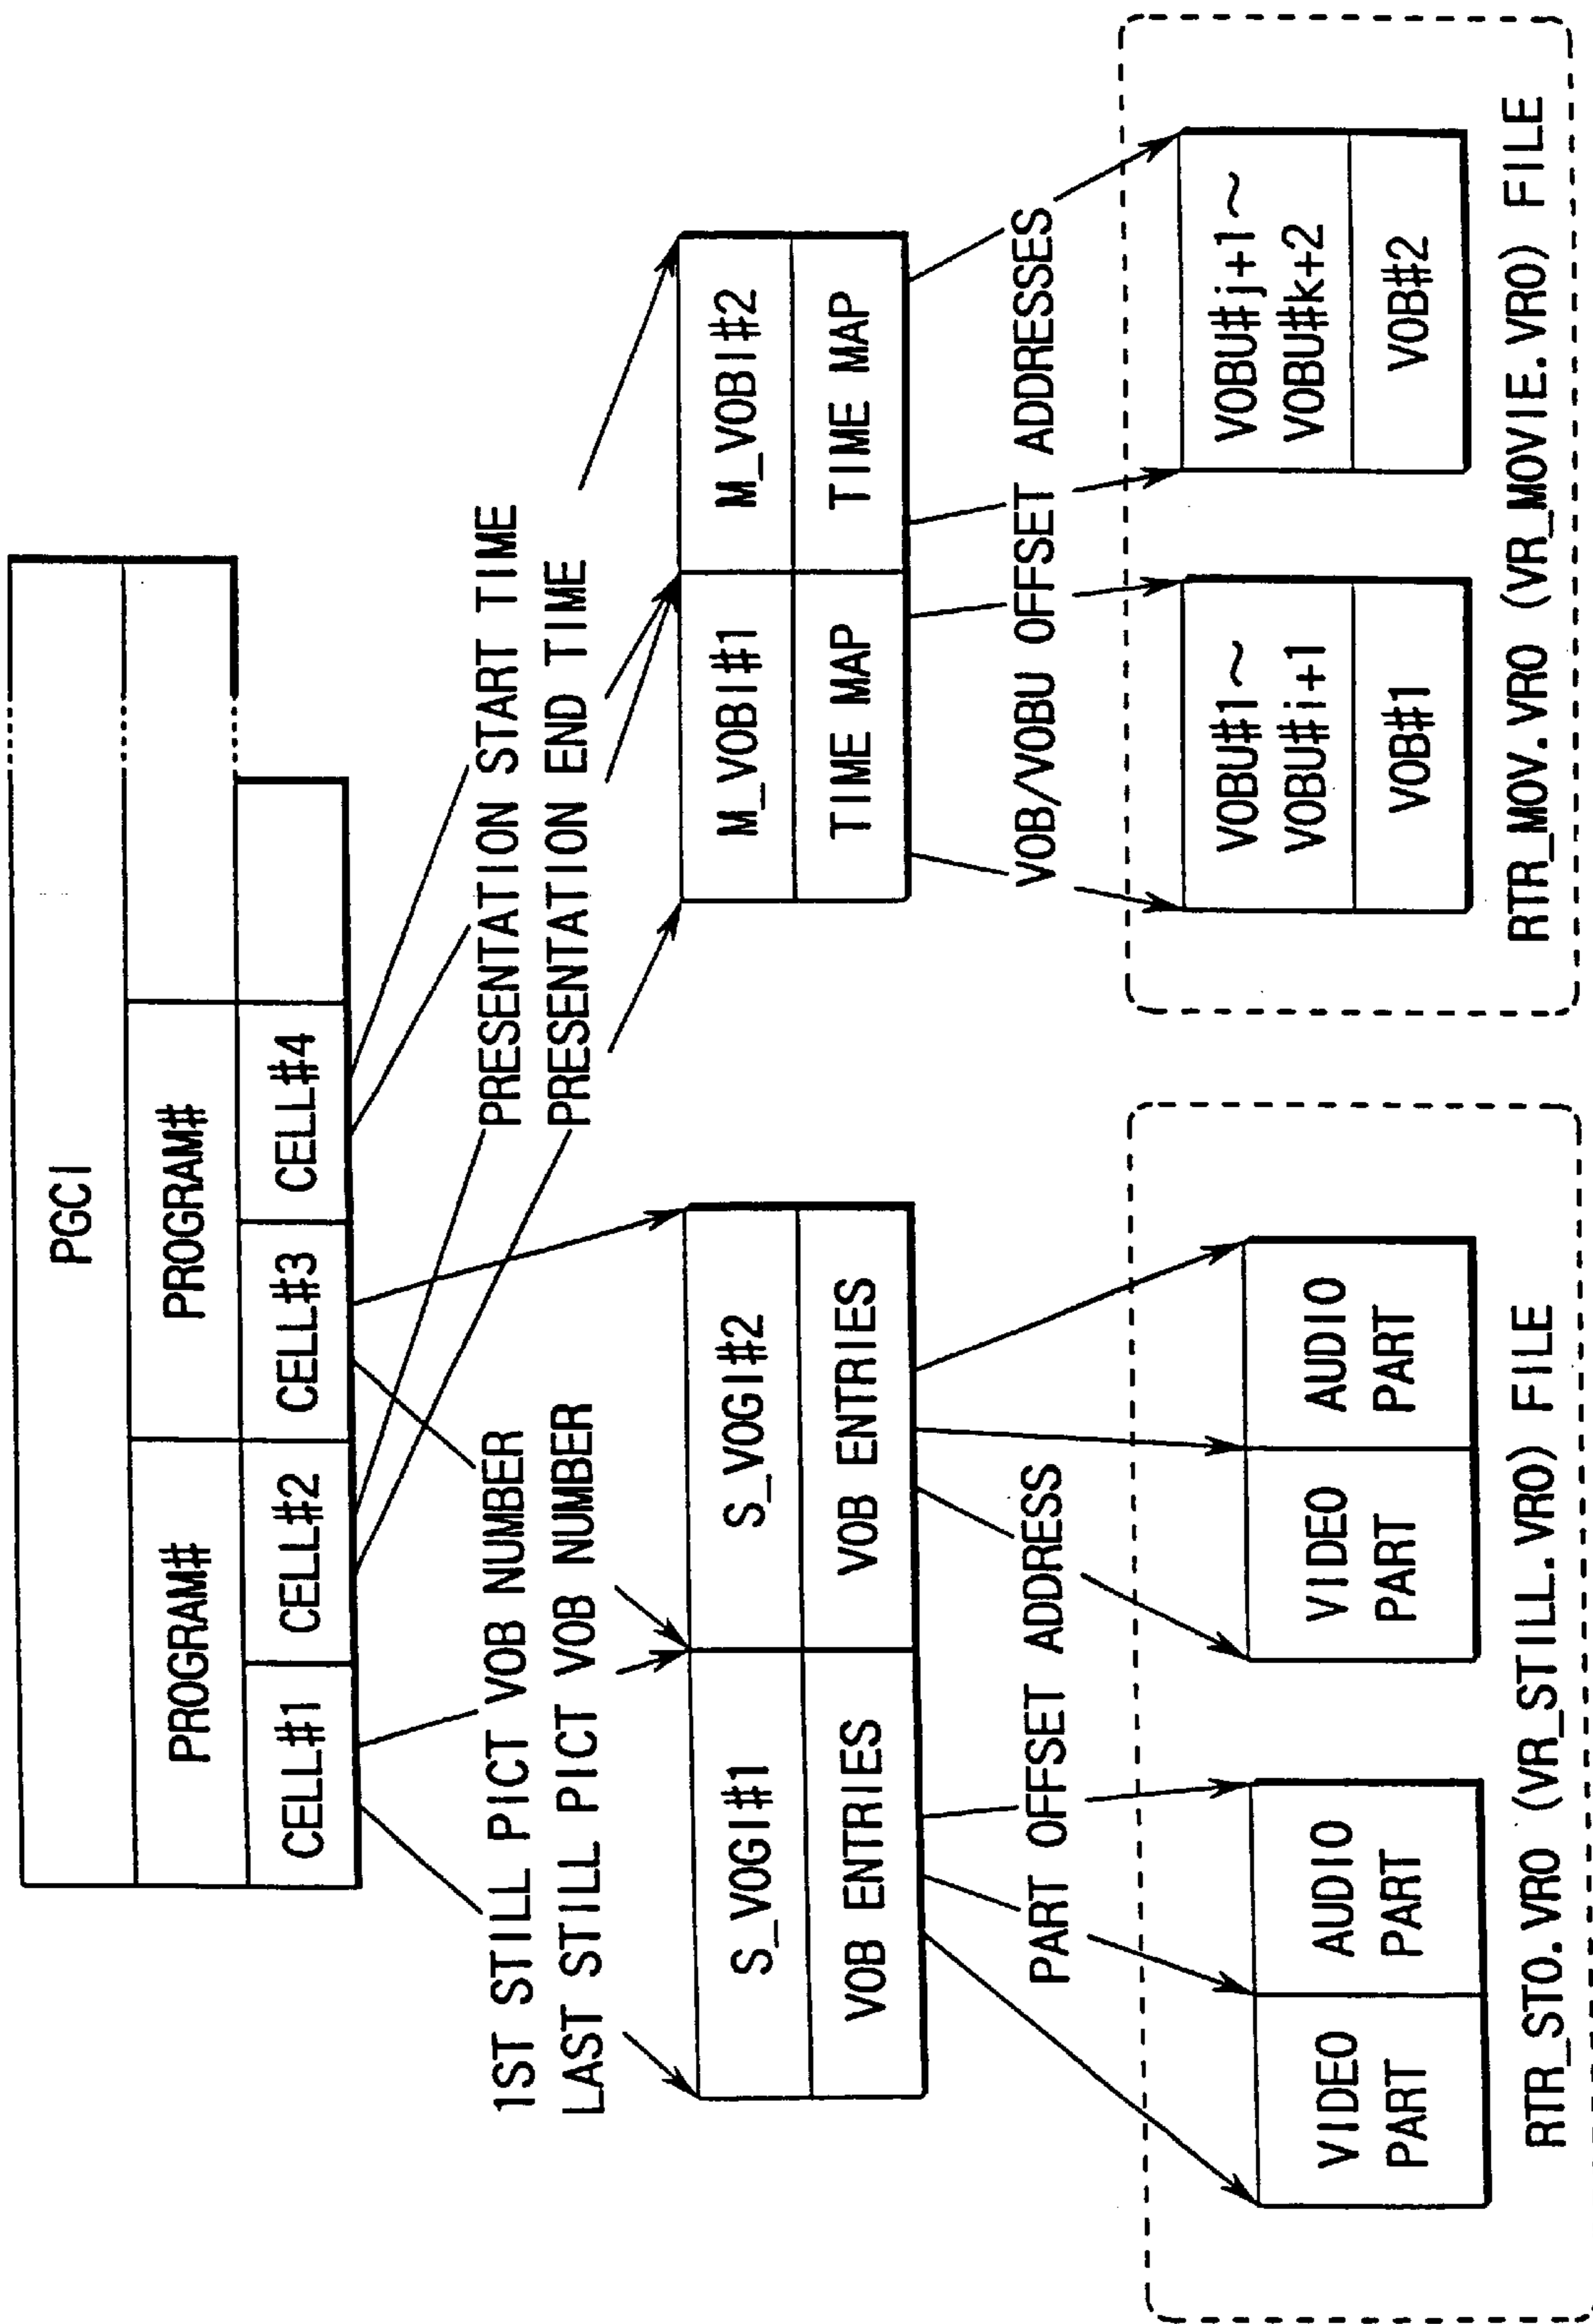 PGCI
PROGRAM#
PROGRAM#
CELL#1
CELL#2
CELL#3
CELL#4
1ST STILL PICT VOB NUMBER
LAST STILL PICT VOB NUMBER
PRESENTATION START TIME
PRESENTATION END TIME
S_VOGI#1
S_VOGI#2
VOB ENTRIES
VOB ENTRIES
M_VOBI#1
M_VOBI#2
TIME MAP
TIME MAP
PART OFFSET ADDRESS
VOB/VOBU OFFSET ADDRESSES
VIDEO
PART
AUDIO
PART
VIDEO
PART
AUDIO
PART
VOBU#1~
VOBU#i+1
VOB#1
VOBU#j+1~
VOBU#k+2
VOB#2
RTR_STO.VRO (VR_STILL.VRO) FILE
RTR_MOV.VRO (VR_MOVIE.VRO) FILE